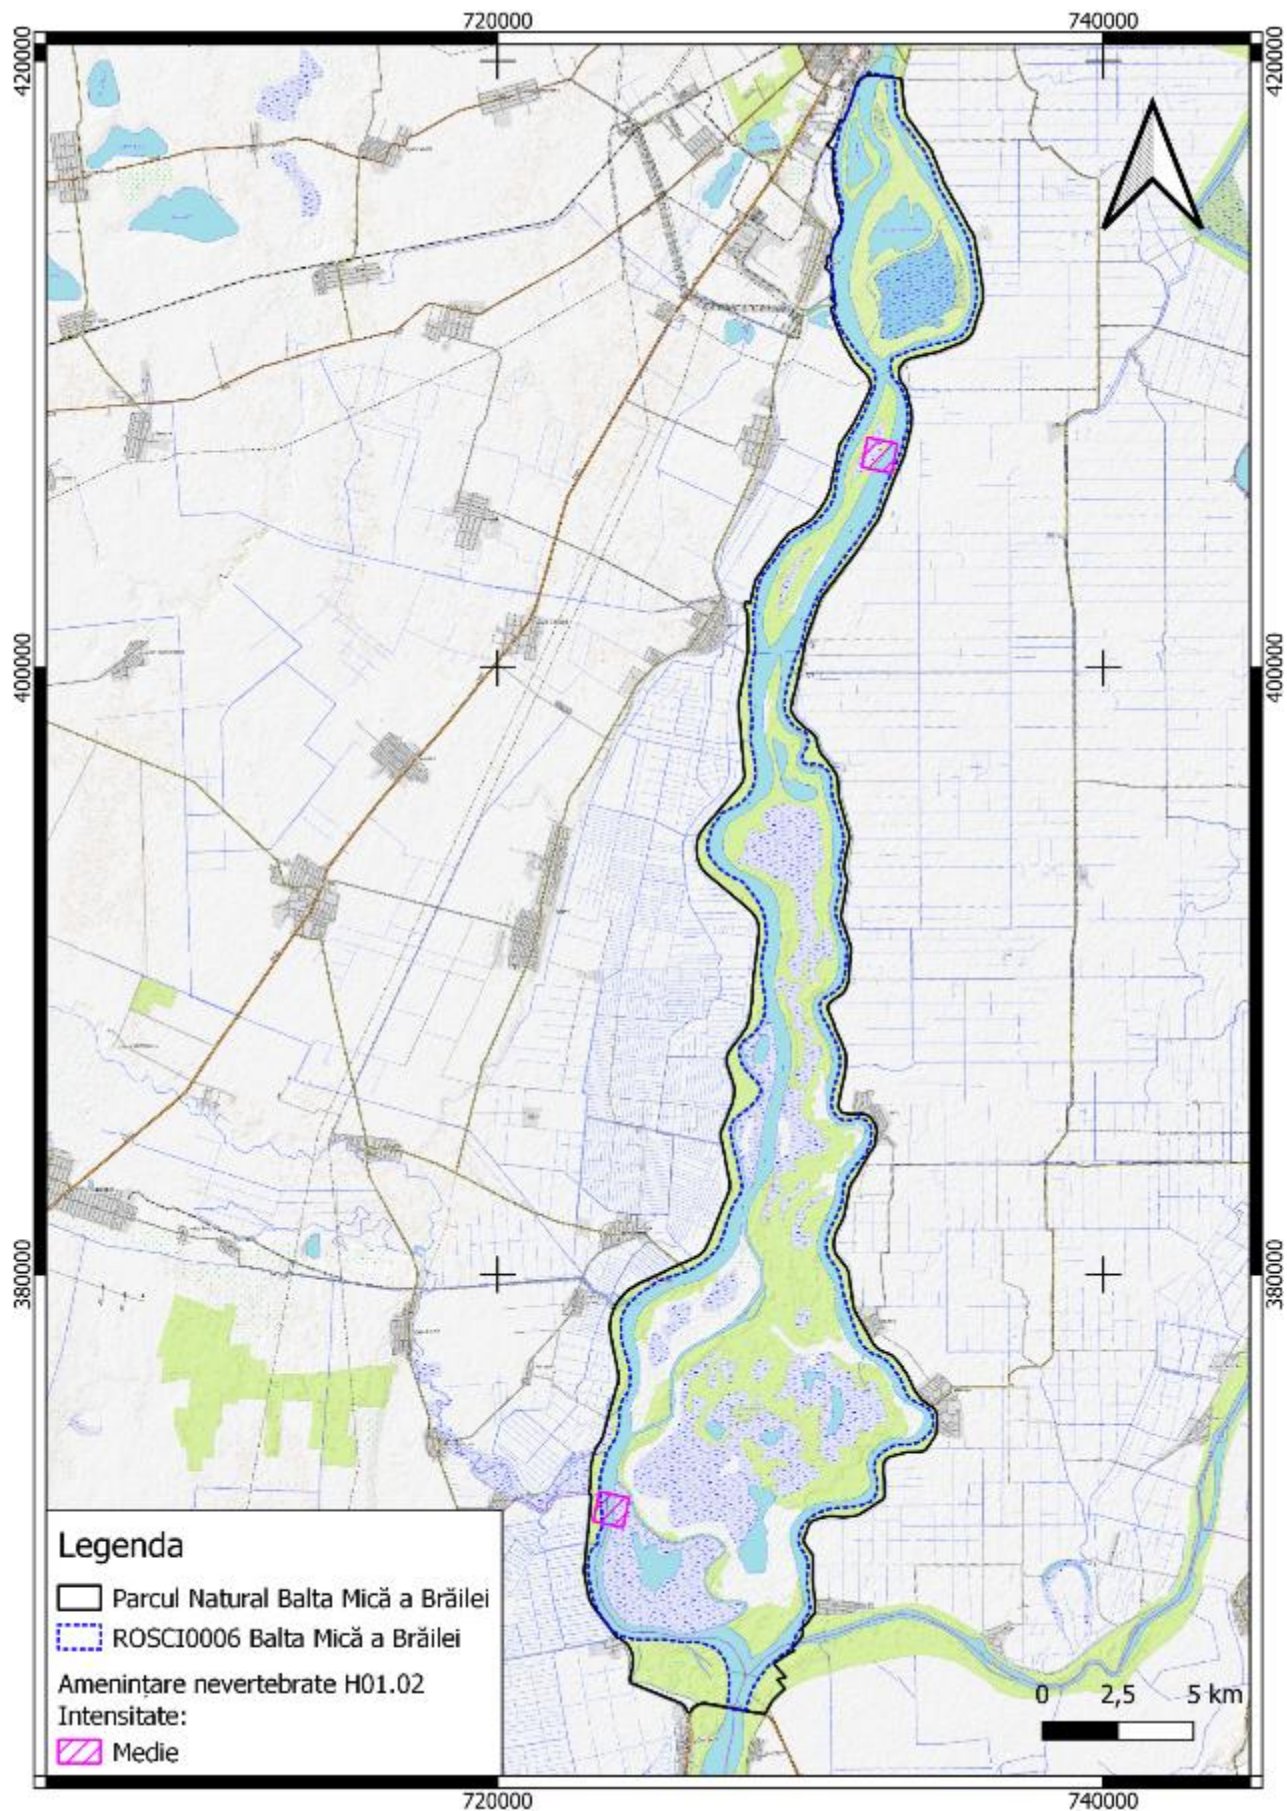 720000 740000
420000 420000
400000 400000
380000 380000
Legenda
Parcul Natural Balta Mică a Brăilei
ROSCI0006 Balta Mică a Brăilei
Amenințare nevertebrate H01.02
Intensitate:
Medie
0 2,5 5 km
720000 740000